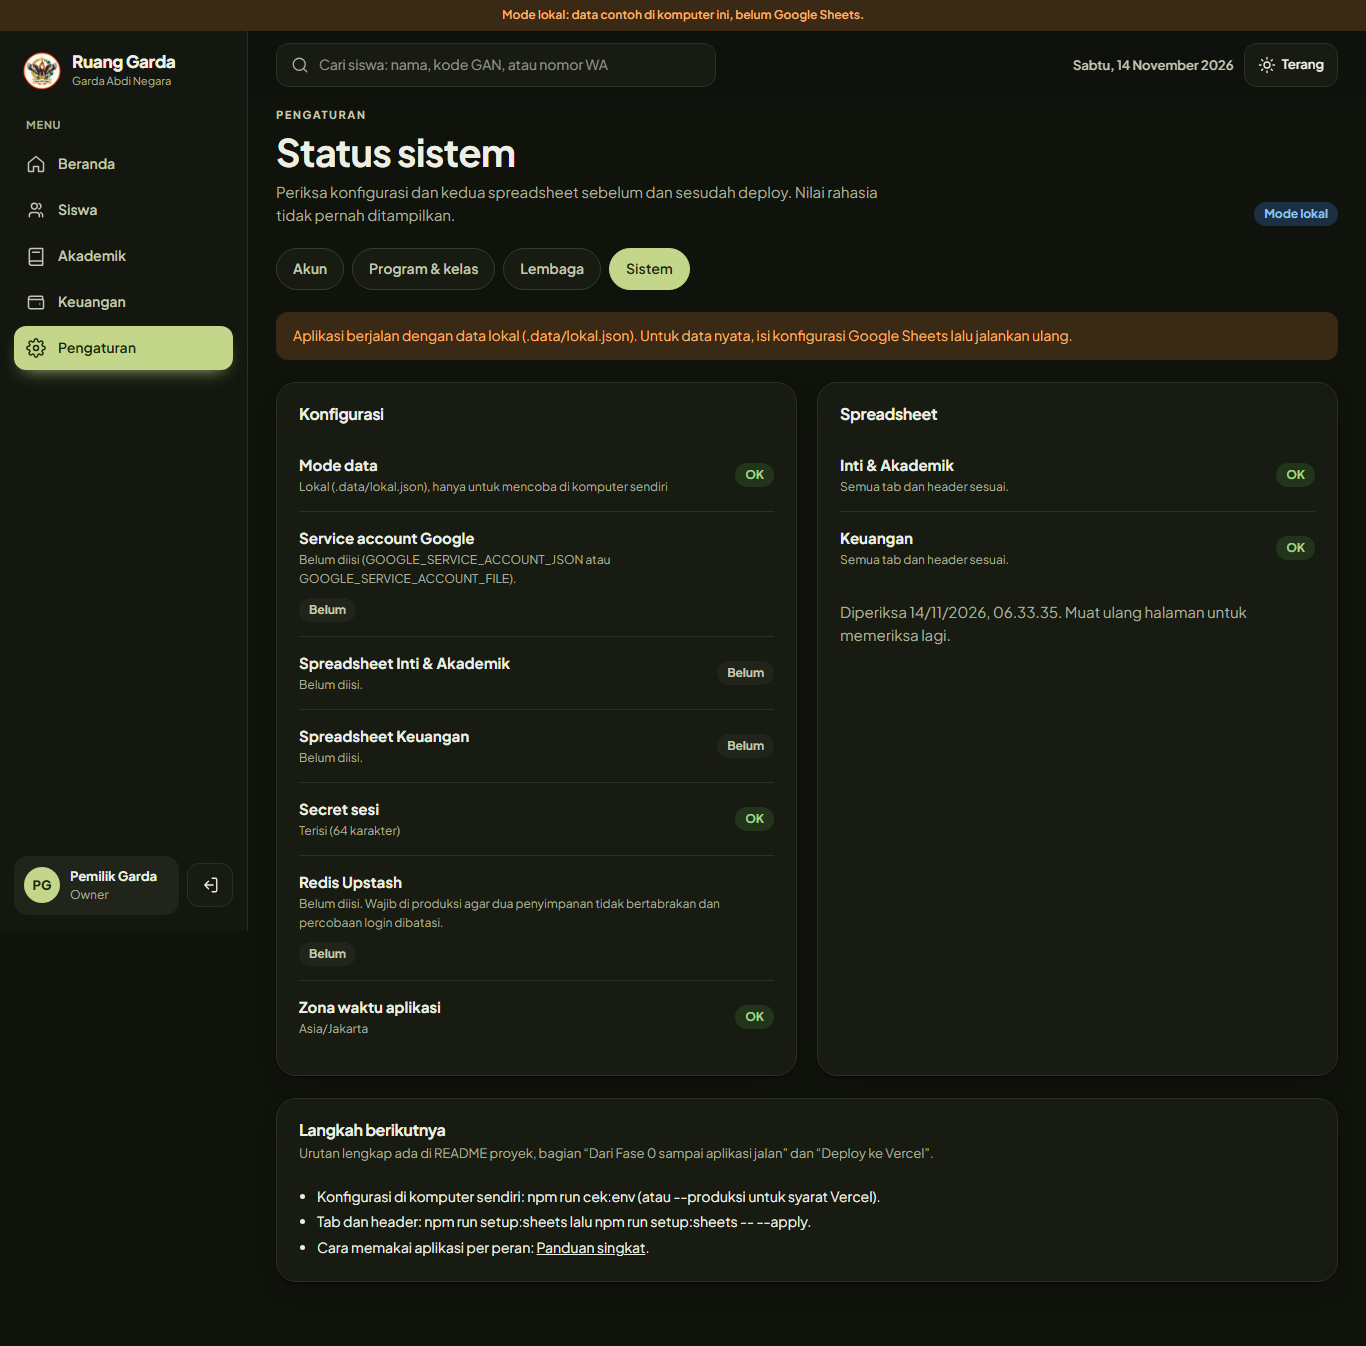 Mode lokal: data contoh di komputer ini, belum Google Sheets.
Ruang Garda
Garda Abdi Negara
MENU
Beranda
Siswa
Akademik
Keuangan
Pengaturan
PG
Pemilik Garda
Owner
Cari siswa: nama, kode GAN, atau nomor WA
Sabtu, 14 November 2026
Terang
PENGATURAN
Status sistem
Periksa konfigurasi dan kedua spreadsheet sebelum dan sesudah deploy. Nilai rahasia
tidak pernah ditampilkan.
Mode lokal
Akun
Program & kelas
Lembaga
Sistem
Aplikasi berjalan dengan data lokal (.data/lokal.json). Untuk data nyata, isi konfigurasi Google Sheets lalu jalankan ulang.
Konfigurasi
Mode data
Lokal (.data/lokal.json), hanya untuk mencoba di komputer sendiri
OK
Service account Google
Belum diisi (GOOGLE_SERVICE_ACCOUNT_JSON atau
GOOGLE_SERVICE_ACCOUNT_FILE).
Belum
Spreadsheet Inti & Akademik
Belum diisi.
Belum
Spreadsheet Keuangan
Belum diisi.
Belum
Secret sesi
Terisi (64 karakter)
OK
Redis Upstash
Belum diisi. Wajib di produksi agar dua penyimpanan tidak bertabrakan dan
percobaan login dibatasi.
Belum
Zona waktu aplikasi
Asia/Jakarta
OK
Spreadsheet
Inti & Akademik
Semua tab dan header sesuai.
OK
Keuangan
Semua tab dan header sesuai.
OK
Diperiksa 14/11/2026, 06.33.35. Muat ulang halaman untuk
memeriksa lagi.
Langkah berikutnya
Urutan lengkap ada di README proyek, bagian “Dari Fase 0 sampai aplikasi jalan” dan “Deploy ke Vercel”.
• Konfigurasi di komputer sendiri: npm run cek:env (atau --produksi untuk syarat Vercel).
• Tab dan header: npm run setup:sheets lalu npm run setup:sheets -- --apply.
• Cara memakai aplikasi per peran: Panduan singkat.